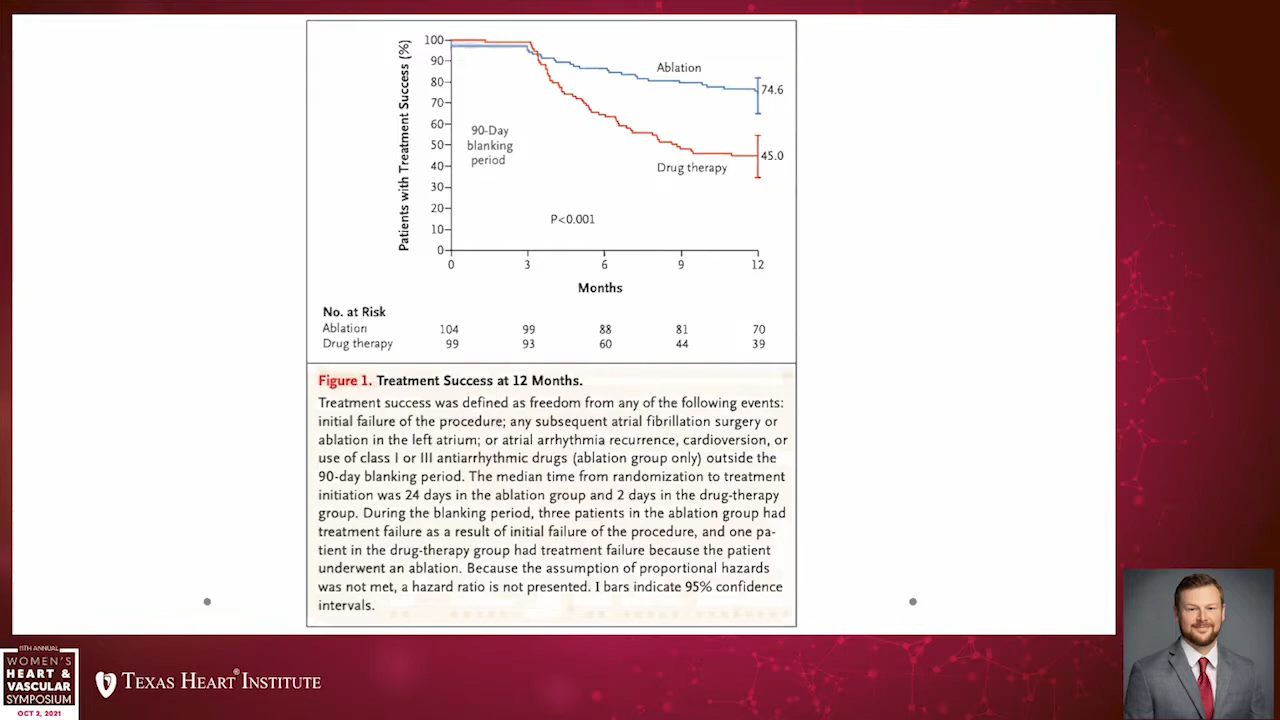 Patients with Treatment Success (%)
100
90
80
70
60
50
40
30
20
10
0
Ablation
74.6
90-Day
blanking
period
45.0
Drug therapy
P<0.001
0 3 6 9 12
Months
No. at Risk
Ablation 104 99 88 81 70
Drug therapy 99 93 60 44 39
Figure 1. Treatment Success at 12 Months.
Treatment success was defined as freedom from any of the following events:
initial failure of the procedure; any subsequent atrial fibrillation surgery or
ablation in the left atrium; or atrial arrhythmia recurrence, cardioversion, or
use of class I or III antiarrhythmic drugs (ablation group only) outside the
90-day blanking period. The median time from randomization to treatment
initiation was 24 days in the ablation group and 2 days in the drug-therapy
group. During the blanking period, three patients in the ablation group had
treatment failure as a result of initial failure of the procedure, and one pa-
tient in the drug-therapy group had treatment failure because the patient
underwent an ablation. Because the assumption of proportional hazards
was not met, a hazard ratio is not presented. I bars indicate 95% confidence
intervals.
11TH ANNUAL
WOMEN'S
HEART &
VASCULAR
SYMPOSIUM
OCT 2, 2021
TEXAS HEART® INSTITUTE